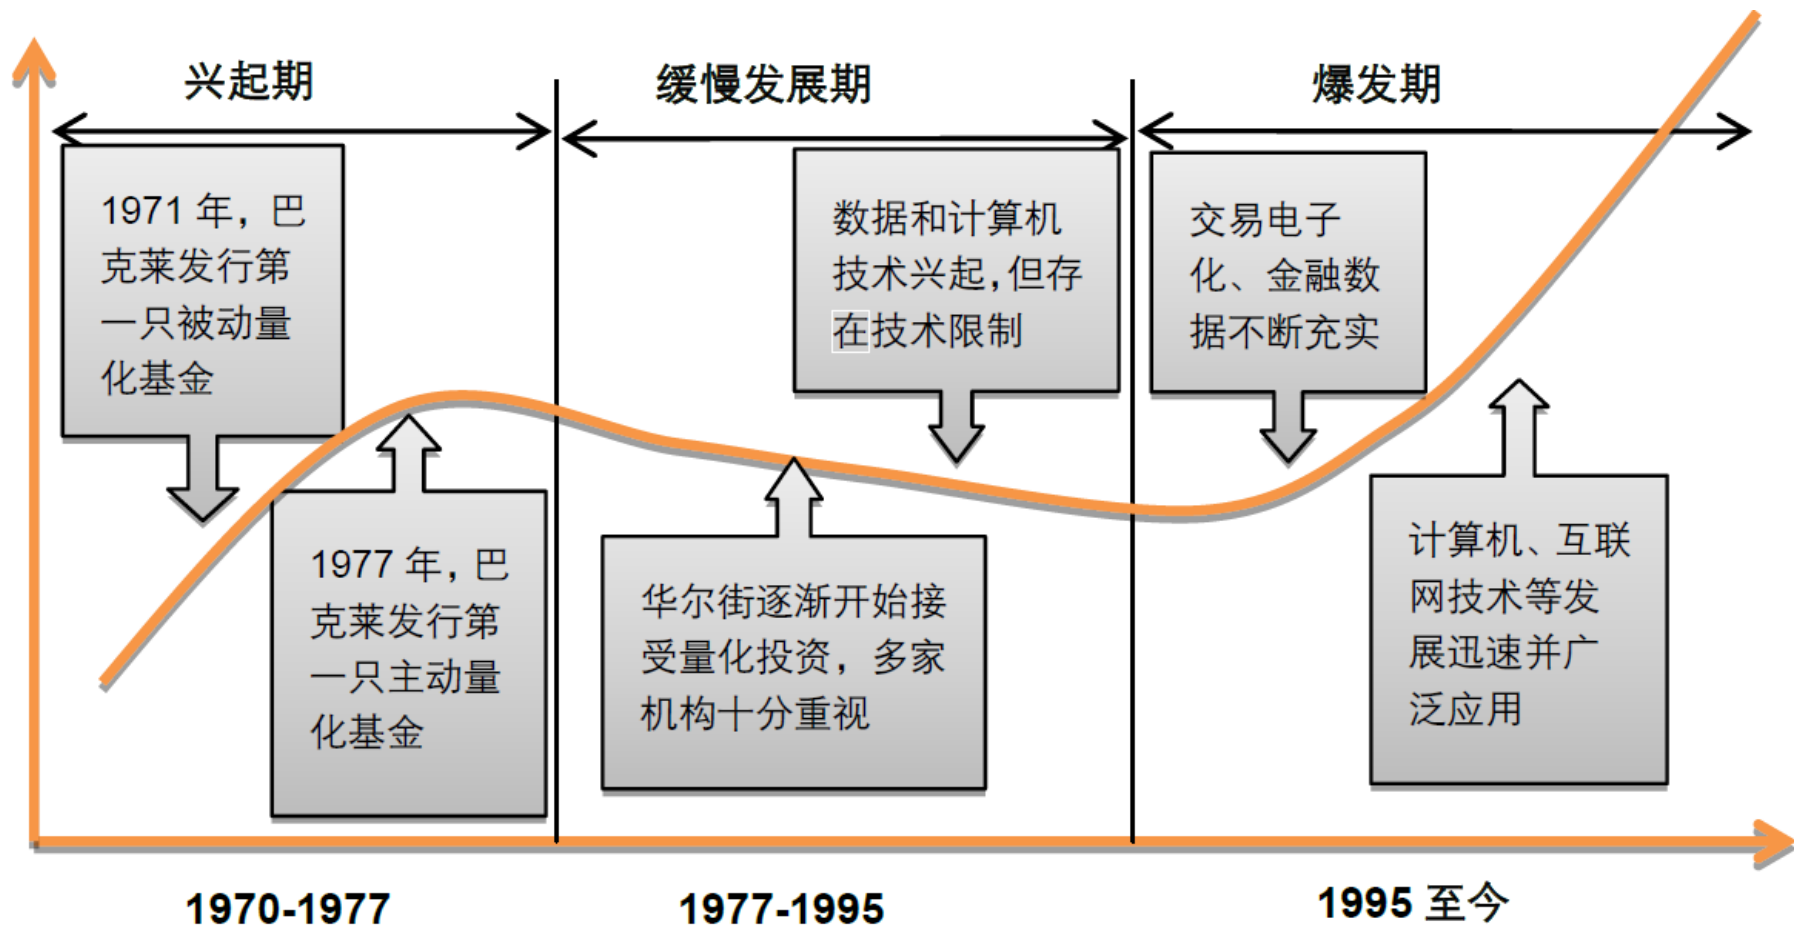 兴起期
缓慢发展期
爆发期
1971 年，巴
克莱发行第
一只被动量
化基金
1977 年，巴
克莱发行第
一只主动量
化基金
数据和计算机
技术兴起，但存
在技术限制
华尔街逐渐开始接
受量化投资，多家
机构十分重视
交易电子
化、金融数
据不断充实
计算机、互联
网技术等发
展迅速并广
泛应用
1970-1977
1977-1995
1995 至今